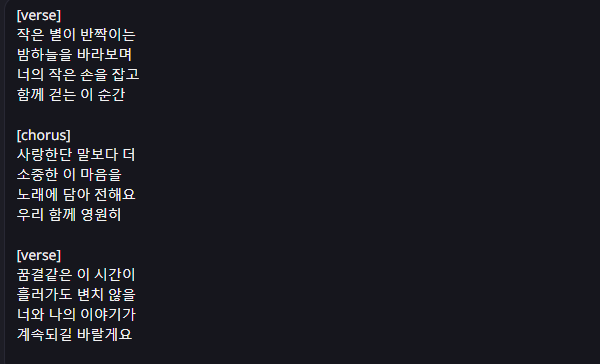 [verse]
작은 별이 반짝이는
밤하늘을 바라보며
너의 작은 손을 잡고
함께 걷는 이 순간
[chorus]
사랑한단 말보다 더
소중한 이 마음을
노래에 담아 전해요
우리 함께 영원히
[verse]
꿈결같은 이 시간이
흘러가도 변치 않을
너와 나의 이야기가
계속되길 바랄게요